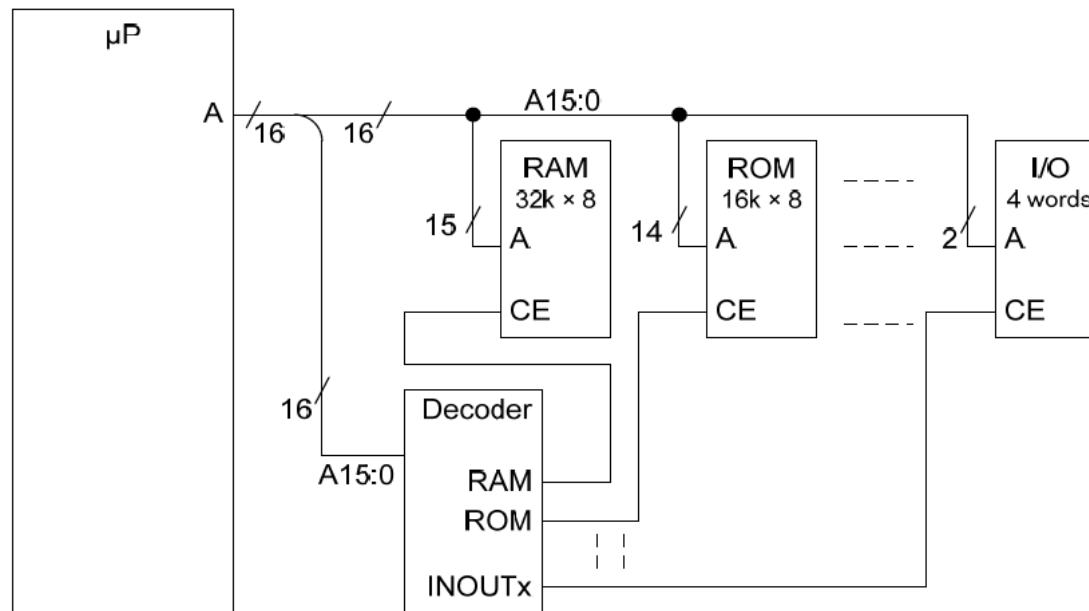 μP
A
16
16
A15:0
RAM
32k × 8
15
A
CE
ROM
16k × 8
14
A
CE
I/O
4 words
2
A
CE
16
A15:0
Decoder
RAM
ROM
INOUTx